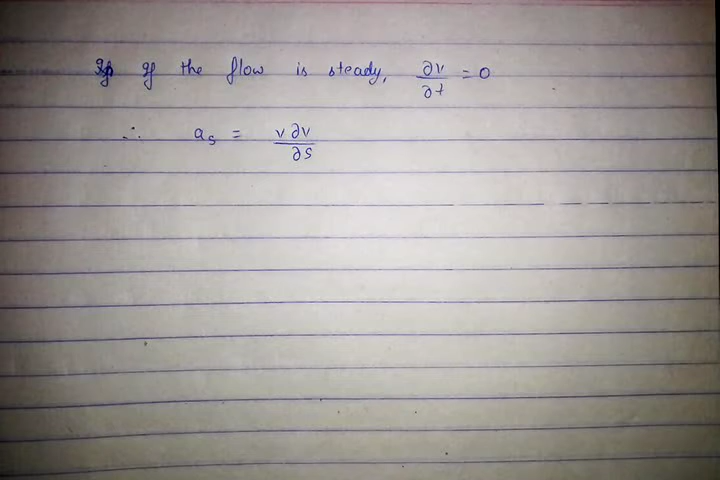 If the flow is steady, ∂v/∂t = 0
∴ a_s = v∂v/∂s